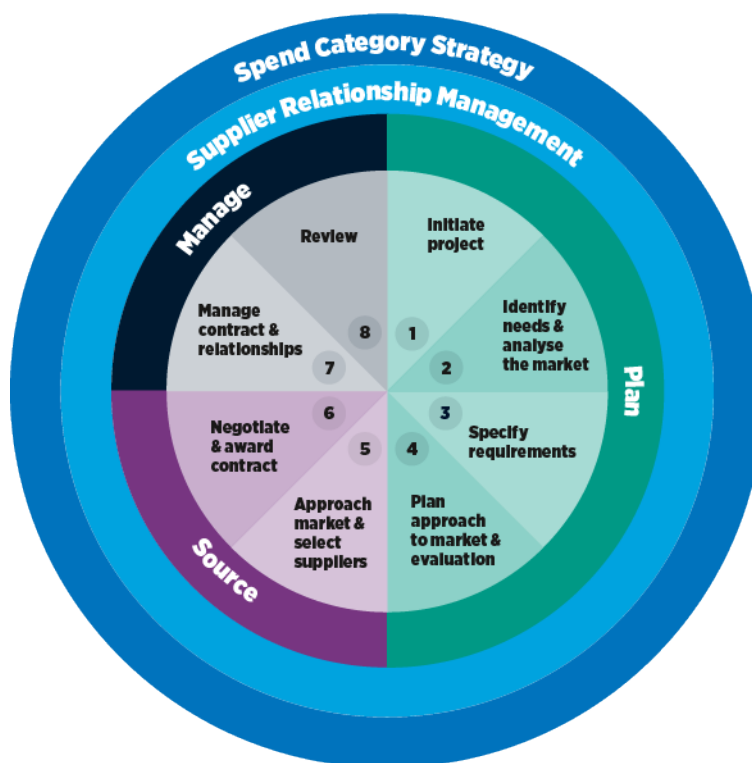 Spend Category Strategy
Supplier Relationship Management
Manage
Plan
Source
Initiate
project
1
Identify
needs &
analyse
the market
2
Specify
requirements
3
Plan
approach
to market &
evaluation
4
Approach
market &
select
suppliers
5
Negotiate
& award
contract
6
Manage
contract &
relationships
7
Review
8